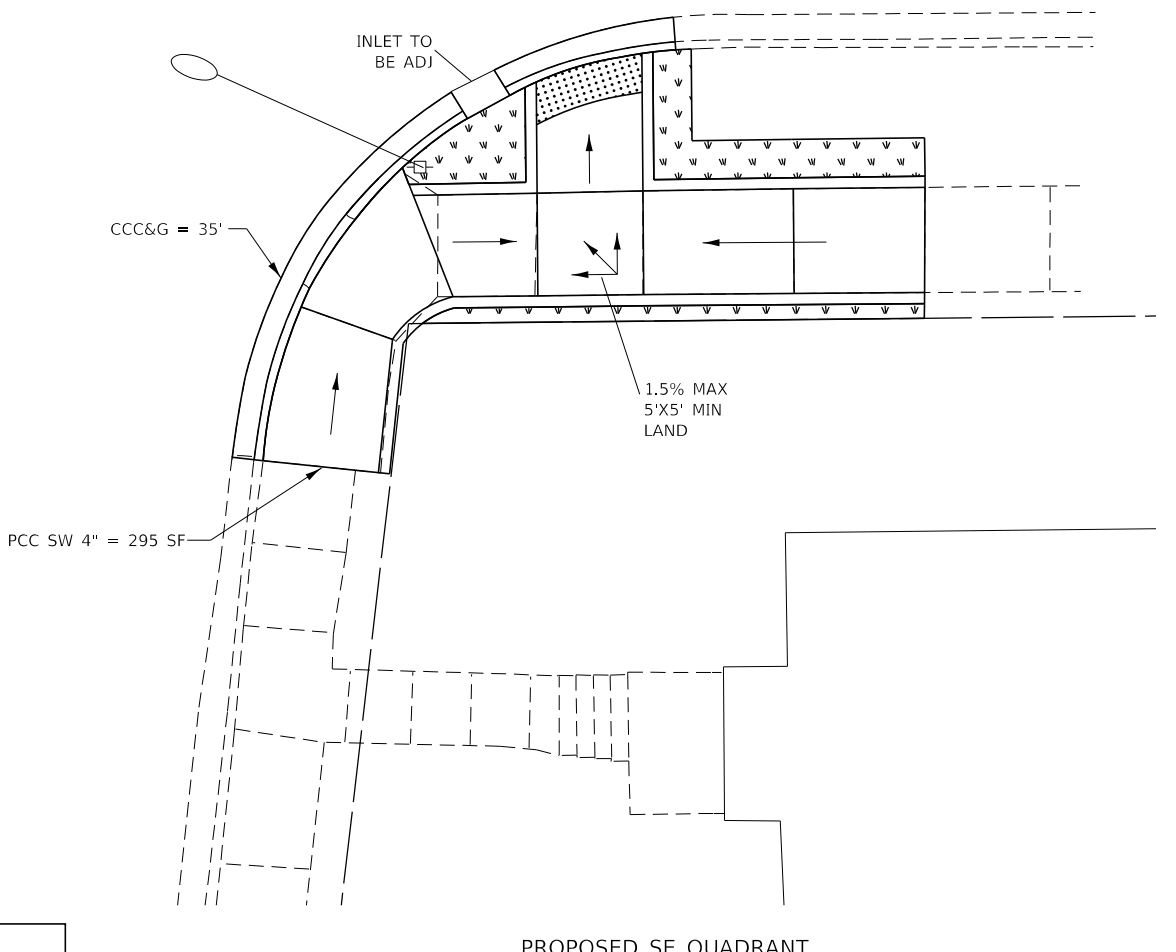 INLET TO
BE ADJ
CCC&G = 35'
1.5% MAX
5'X5' MIN
LAND
PCC SW 4" = 295 SF
PROPOSED SE QUADRANT